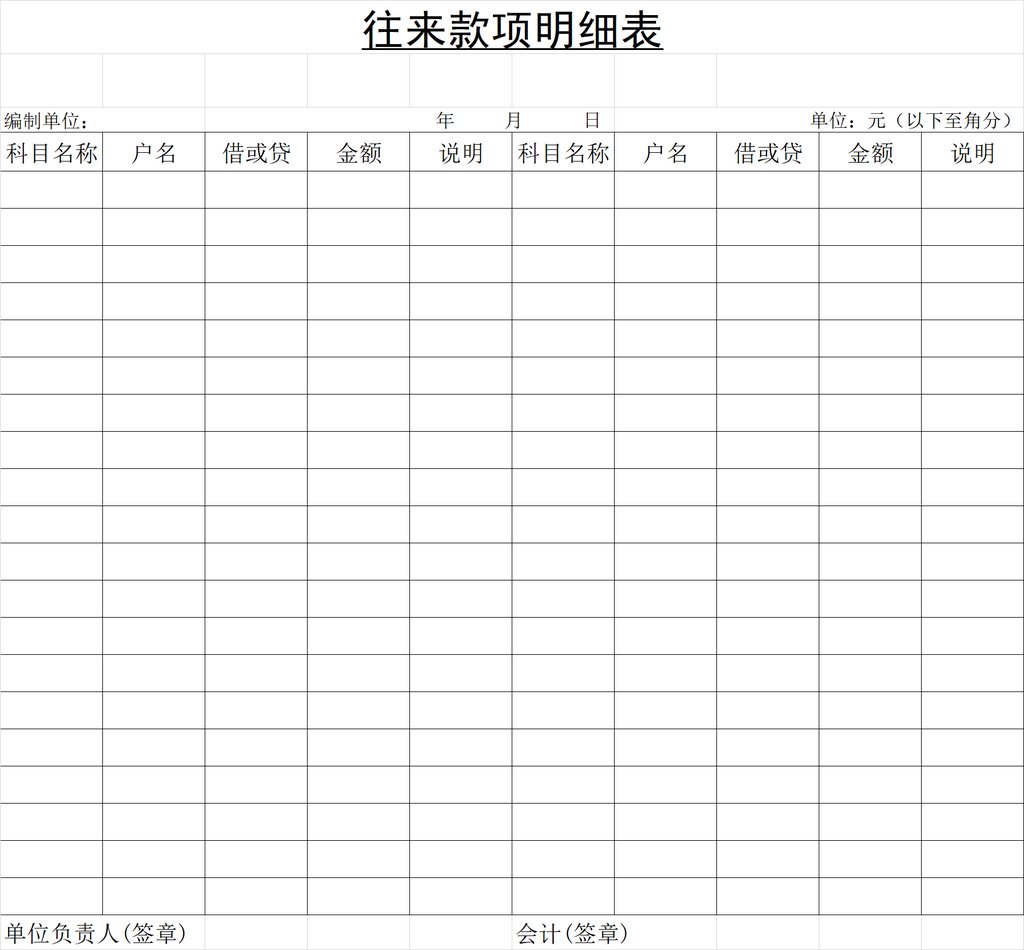 往来款项明细表
编制单位： 年 月 日 单位：元（以下至角分）
科目名称 户名 借或贷 金额 说明 科目名称 户名 借或贷 金额 说明
单位负责人(签章) 会计(签章)